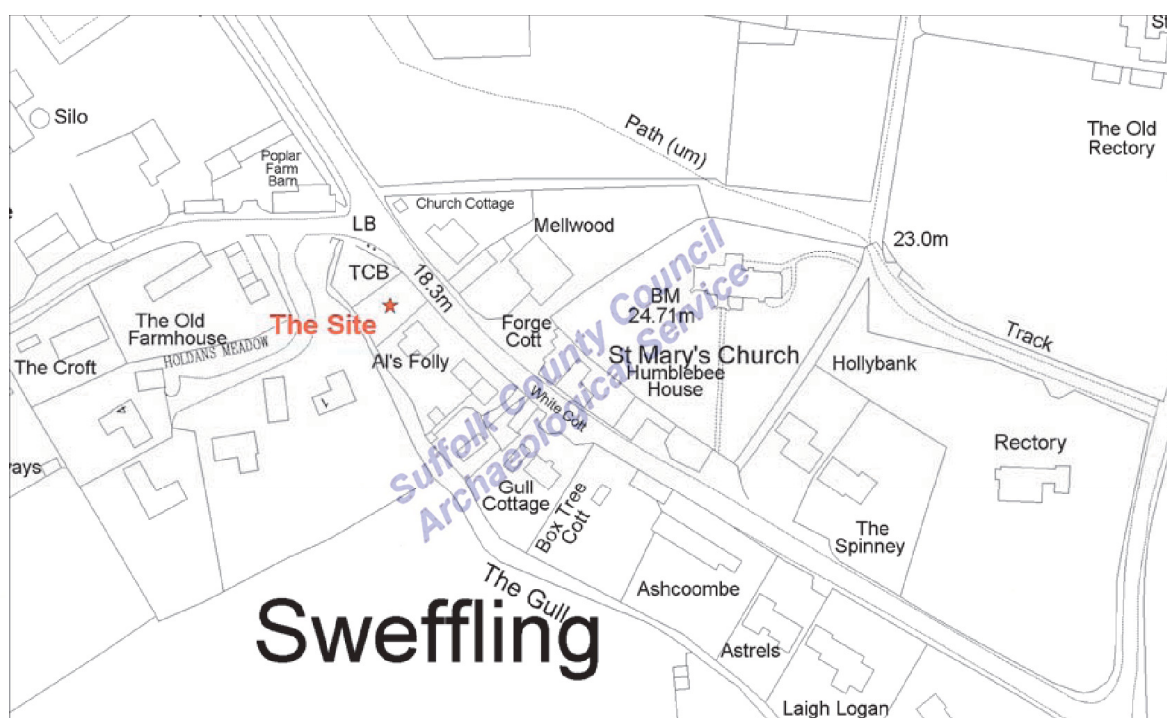 St
Silo
The Old
Rectory
Path (um)
Poplar
Farm
Barn
Church Cottage
Mellwood
LB
23.0m
TCB
18.3m
BM
24.71m
The Site
The Old
Farmhouse
HOLDANS MEADOW
Forge
Cott
St Mary's Church
Track
The Croft
Al's Folly
Humblebee
House
Hollybank
White Cott
1
4
Suffolk County Council
Archaeological Service
Rectory
ways
Gull
Cottage
Box Tree
Cott
The
Spinney
The Gull
Ashcoombe
Sweffling
Astrels
Laigh Logan